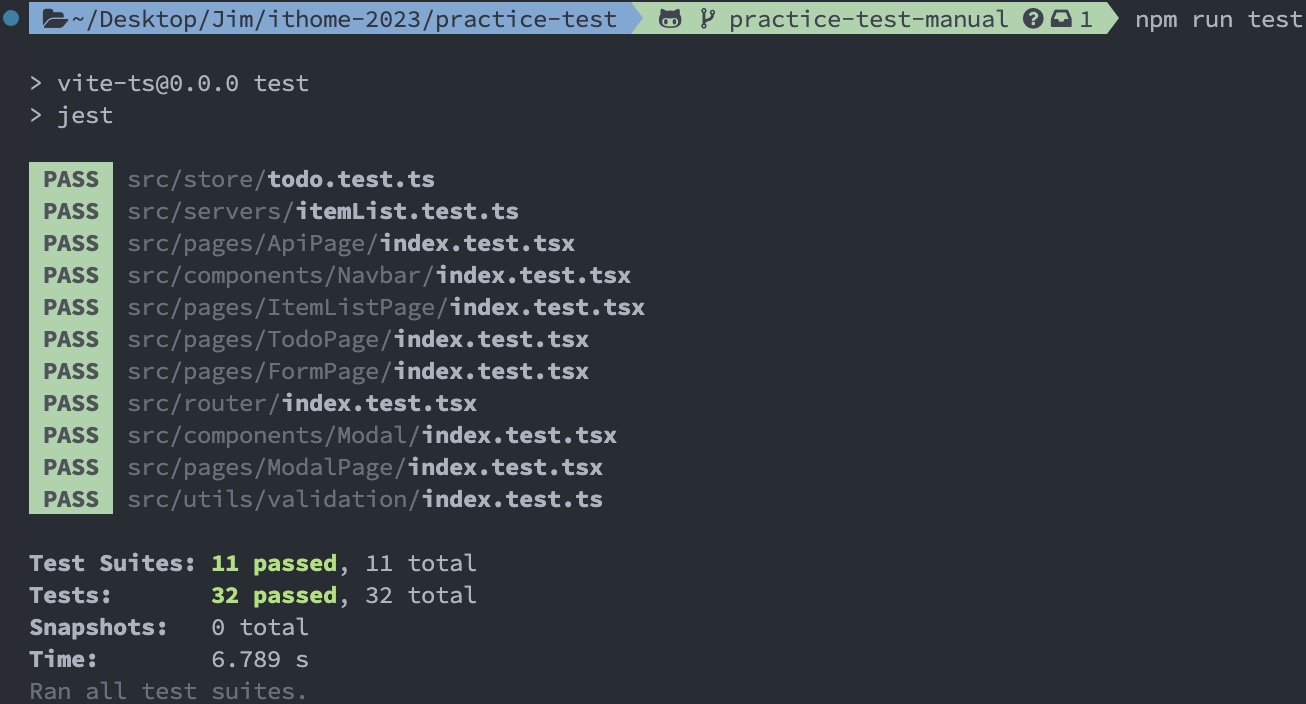 ~/Desktop/Jim/ithome-2023/practice-test practice-test-manual ? 1 npm run test
> vite-ts@0.0.0 test
> jest
PASS src/store/todo.test.ts
PASS src/servers/itemList.test.ts
PASS src/pages/ApiPage/index.test.tsx
PASS src/components/Navbar/index.test.tsx
PASS src/pages/ItemListPage/index.test.tsx
PASS src/pages/TodoPage/index.test.tsx
PASS src/pages/FormPage/index.test.tsx
PASS src/router/index.test.tsx
PASS src/components/Modal/index.test.tsx
PASS src/pages/ModalPage/index.test.tsx
PASS src/utils/validation/index.test.ts
Test Suites: 11 passed, 11 total
Tests: 32 passed, 32 total
Snapshots: 0 total
Time: 6.789 s
Ran all test suites.